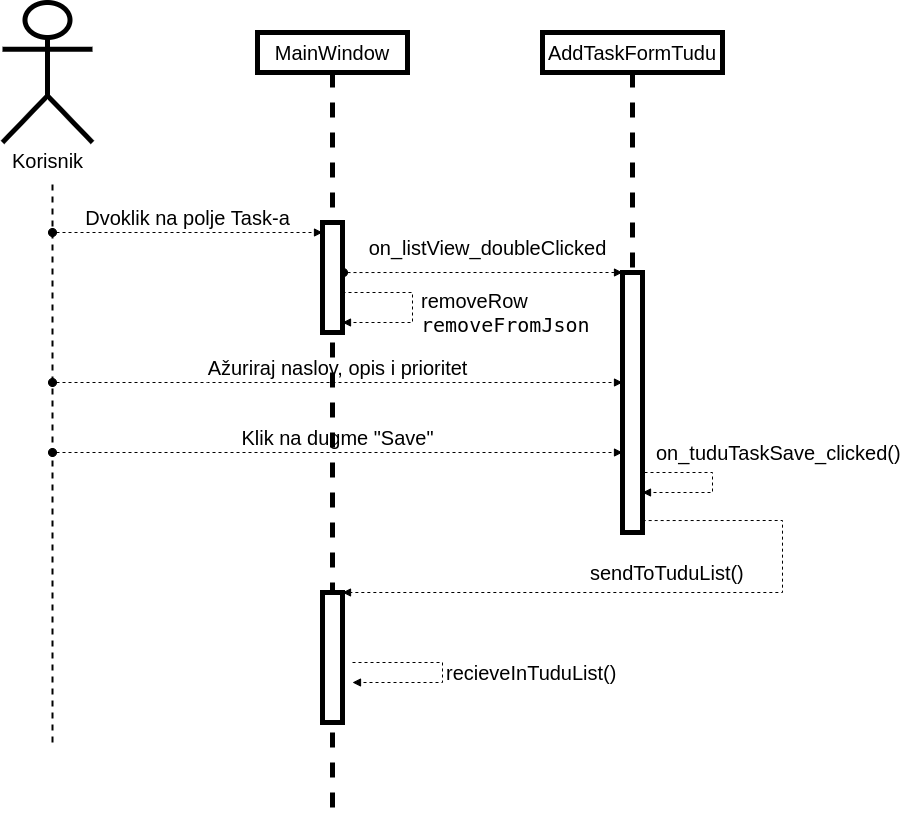 MainWindow
AddTaskFormTudu
Korisnik
Dvoklik na polje Task-a
on_listView_doubleClicked
removeRow
removeFromJson
Ažuriraj naslov, opis i prioritet
Klik na dugme "Save"
on_tuduTaskSave_clicked()
sendToTuduList()
recieveInTuduList()